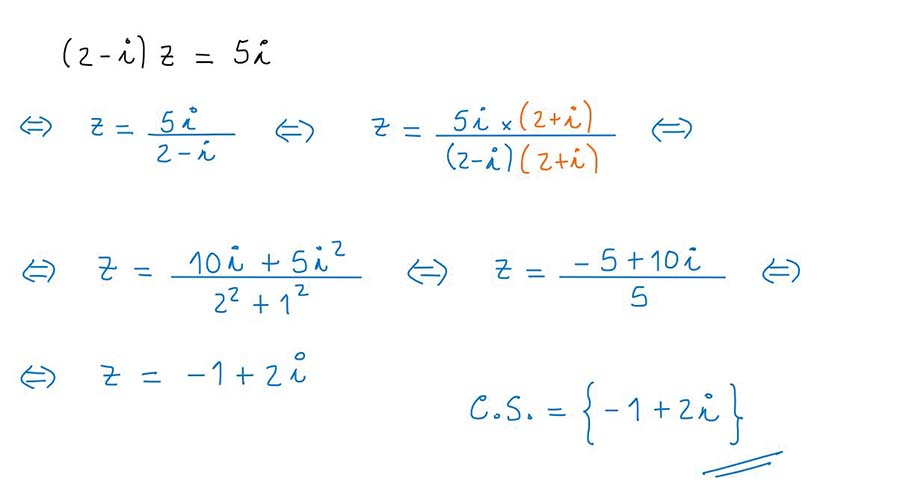 (2-i) z = 5i
⇔ z = 5i / 2-i ⇔ z = 5i × (2+i) / (2-i)(2+i) ⇔
⇔ z = 10i + 5i² / 2² + 1² ⇔ z = -5+10i / 5 ⇔
⇔ z = -1+2i
C.S. = {-1+2i}